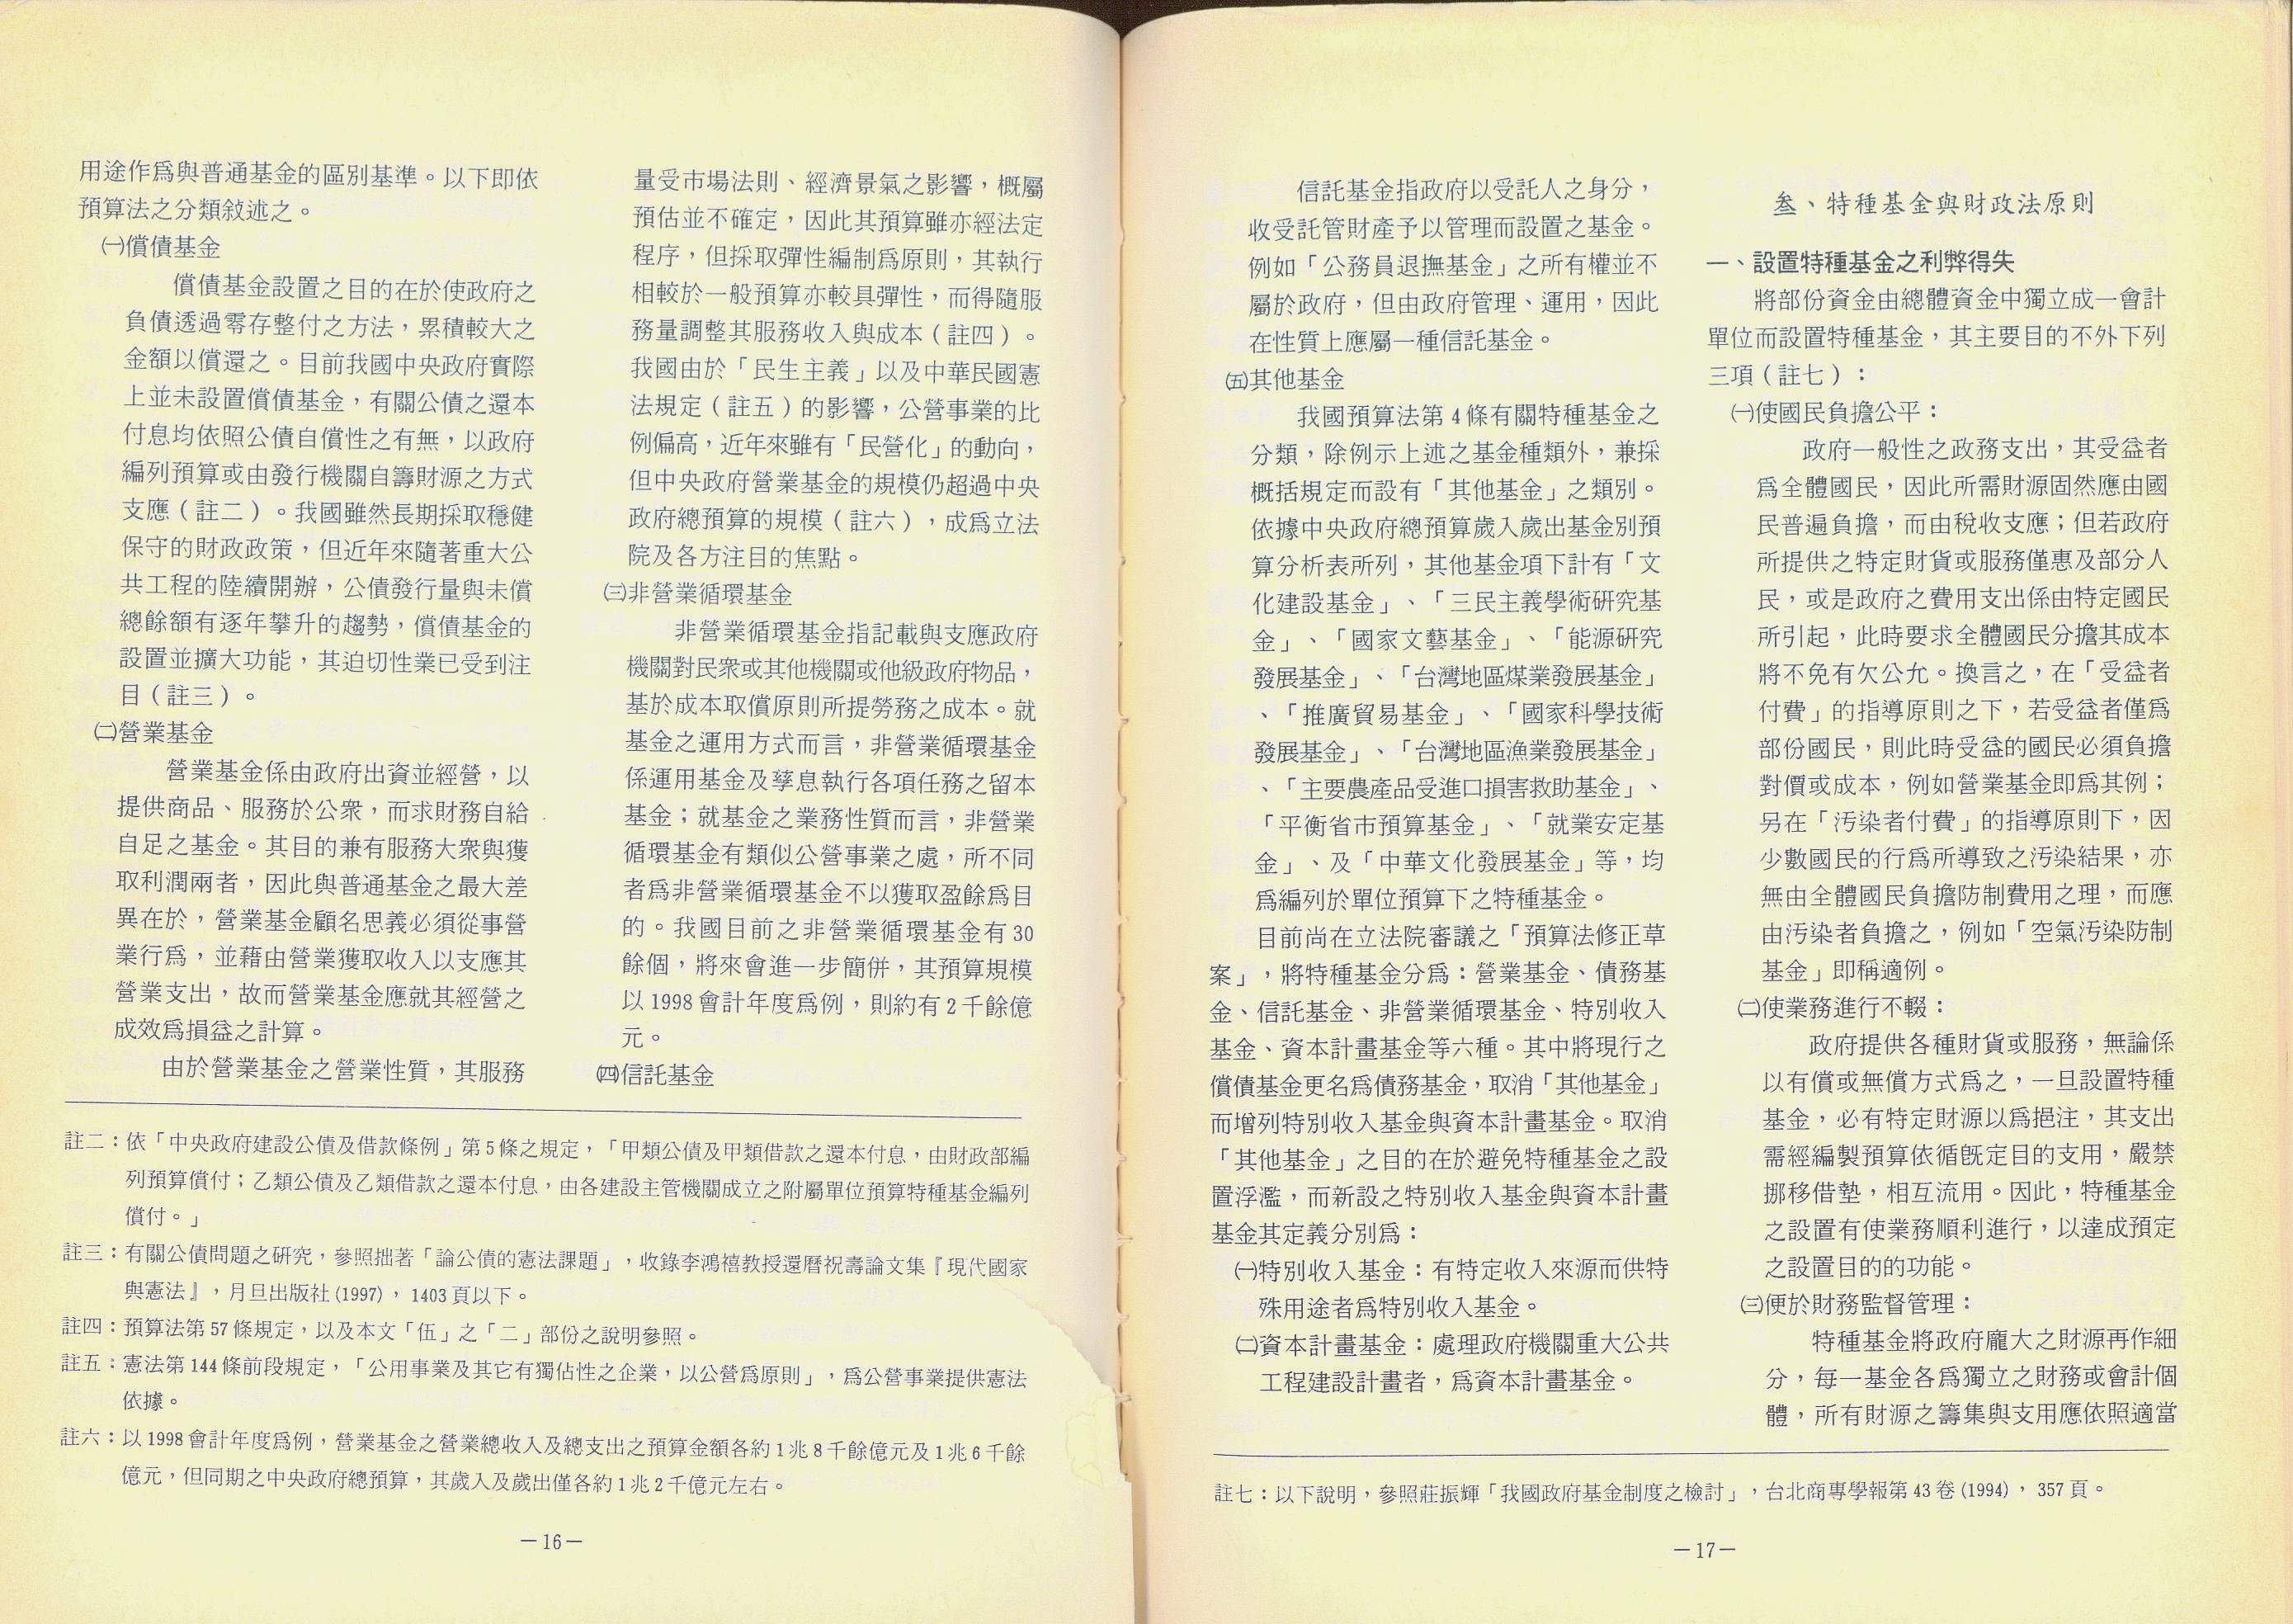 用途作爲與普通基金的區別基準。以下即依
預算法之分類敘述之。
㈠償債基金
償債基金設置之目的在於使政府之
負債透過零存整付之方法，累積較大之
金額以償還之。目前我國中央政府實際
上並未設置償債基金，有關公債之還本
付息均依照公債自償性之有無，以政府
編列預算或由發行機關自籌財源之方式
支應（註二）。我國雖然長期採取穩健
保守的財政政策，但近年來隨著重大公
共工程的陸續開辦，公債發行量與未償
總餘額有逐年攀升的趨勢，償債基金的
設置並擴大功能，其迫切性業已受到注
目（註三）。
㈡營業基金
營業基金係由政府出資並經營，以
提供商品、服務於公衆，而求財務自給
自足之基金。其目的兼有服務大衆與獲
取利潤兩者，因此與普通基金之最大差
異在於，營業基金顧名思義必須從事營
業行爲，並藉由營業獲取收入以支應其
營業支出，故而營業基金應就其經營之
成效爲損益之計算。
由於營業基金之營業性質，其服務
量受市場法則、經濟景氣之影響，概屬
預估並不確定，因此其預算雖亦經法定
程序，但採取彈性編制爲原則，其執行
相較於一般預算亦較具彈性，而得隨服
務量調整其服務收入與成本（註四）。
我國由於「民生主義」以及中華民國憲
法規定（註五）的影響，公營事業的比
例偏高，近年來雖有「民營化」的動向，
但中央政府營業基金的規模仍超過中央
政府總預算的規模（註六），成爲立法
院及各方注目的焦點。
㈢非營業循環基金
非營業循環基金指記載與支應政府
機關對民衆或其他機關或他級政府物品，
基於成本取償原則所提勞務之成本。就
基金之運用方式而言，非營業循環基金
係運用基金及孳息執行各項任務之留本
基金；就基金之業務性質而言，非營業
循環基金有類似公營事業之處，所不同
者爲非營業循環基金不以獲取盈餘爲目
的。我國目前之非營業循環基金有30
餘個，將來會進一步簡併，其預算規模
以1998會計年度爲例，則約有2千餘億
元。
㈣信託基金
註二：依「中央政府建設公債及借款條例」第5條之規定，「甲類公債及甲類借款之還本付息，由財政部編
列預算償付；乙類公債及乙類借款之還本付息，由各建設主管機關成立之附屬單位預算特種基金編列
償付。」
註三：有關公債問題之研究，參照拙著「論公債的憲法課題」，收錄李鴻禧教授還曆祝壽論文集『現代國家
與憲法』，月旦出版社(1997)，1403頁以下。
註四：預算法第57條規定，以及本文「伍」之「二」部份之說明參照。
註五：憲法第144條前段規定，「公用事業及其它有獨佔性之企業，以公營爲原則」，爲公營事業提供憲法
依據。
註六：以1998會計年度爲例，營業基金之營業總收入及總支出之預算金額各約1兆8千餘億元及1兆6千餘
億元，但同期之中央政府總預算，其歲入及歲出僅各約1兆2千億元左右。
－16－
信託基金指政府以受託人之身分，
收受託管財產予以管理而設置之基金。
例如「公務員退撫基金」之所有權並不
屬於政府，但由政府管理、運用，因此
在性質上應屬一種信託基金。
㈤其他基金
我國預算法第4條有關特種基金之
分類，除例示上述之基金種類外，兼採
概括規定而設有「其他基金」之類別。
依據中央政府總預算歲入歲出基金別預
算分析表所列，其他基金項下計有「文
化建設基金」、「三民主義學術研究基
金」、「國家文藝基金」、「能源研究
發展基金」、「台灣地區煤業發展基金」
、「推廣貿易基金」、「國家科學技術
發展基金」、「台灣地區漁業發展基金」
、「主要農產品受進口損害救助基金」、
「平衡省市預算基金」、「就業安定基
金」、及「中華文化發展基金」等，均
爲編列於單位預算下之特種基金。
目前尚在立法院審議之「預算法修正草
案」，將特種基金分爲：營業基金、債務基
金、信託基金、非營業循環基金、特別收入
基金、資本計畫基金等六種。其中將現行之
償債基金更名爲債務基金，取消「其他基金」
而增列特別收入基金與資本計畫基金。取消
「其他基金」之目的在於避免特種基金之設
置浮濫，而新設之特別收入基金與資本計畫
基金其定義分別爲：
㈠特別收入基金：有特定收入來源而供特
殊用途者爲特別收入基金。
㈡資本計畫基金：處理政府機關重大公共
工程建設計畫者，爲資本計畫基金。
叁、特種基金與財政法原則
一、設置特種基金之利弊得失
將部份資金由總體資金中獨立成一會計
單位而設置特種基金，其主要目的不外下列
三項（註七）：
㈠使國民負擔公平：
政府一般性之政務支出，其受益者
爲全體國民，因此所需財源固然應由國
民普遍負擔，而由稅收支應；但若政府
所提供之特定財貨或服務僅惠及部分人
民，或是政府之費用支出係由特定國民
所引起，此時要求全體國民分擔其成本
將不免有欠公允。換言之，在「受益者
付費」的指導原則之下，若受益者僅爲
部份國民，則此時受益的國民必須負擔
對價或成本，例如營業基金即爲其例；
另在「汚染者付費」的指導原則下，因
少數國民的行爲所導致之汚染結果，亦
無由全體國民負擔防制費用之理，而應
由汚染者負擔之，例如「空氣汚染防制
基金」即稱適例。
㈡使業務進行不輟：
政府提供各種財貨或服務，無論係
以有償或無償方式爲之，一旦設置特種
基金，必有特定財源以爲挹注，其支出
需經編製預算依循旣定目的支用，嚴禁
挪移借墊，相互流用。因此，特種基金
之設置有使業務順利進行，以達成預定
之設置目的的功能。
㈢便於財務監督管理：
特種基金將政府龐大之財源再作細
分，每一基金各爲獨立之財務或會計個
體，所有財源之籌集與支用應依照適當
註七：以下說明，參照莊振輝「我國政府基金制度之檢討」，台北商專學報第43卷(1994)，357頁。
－17－